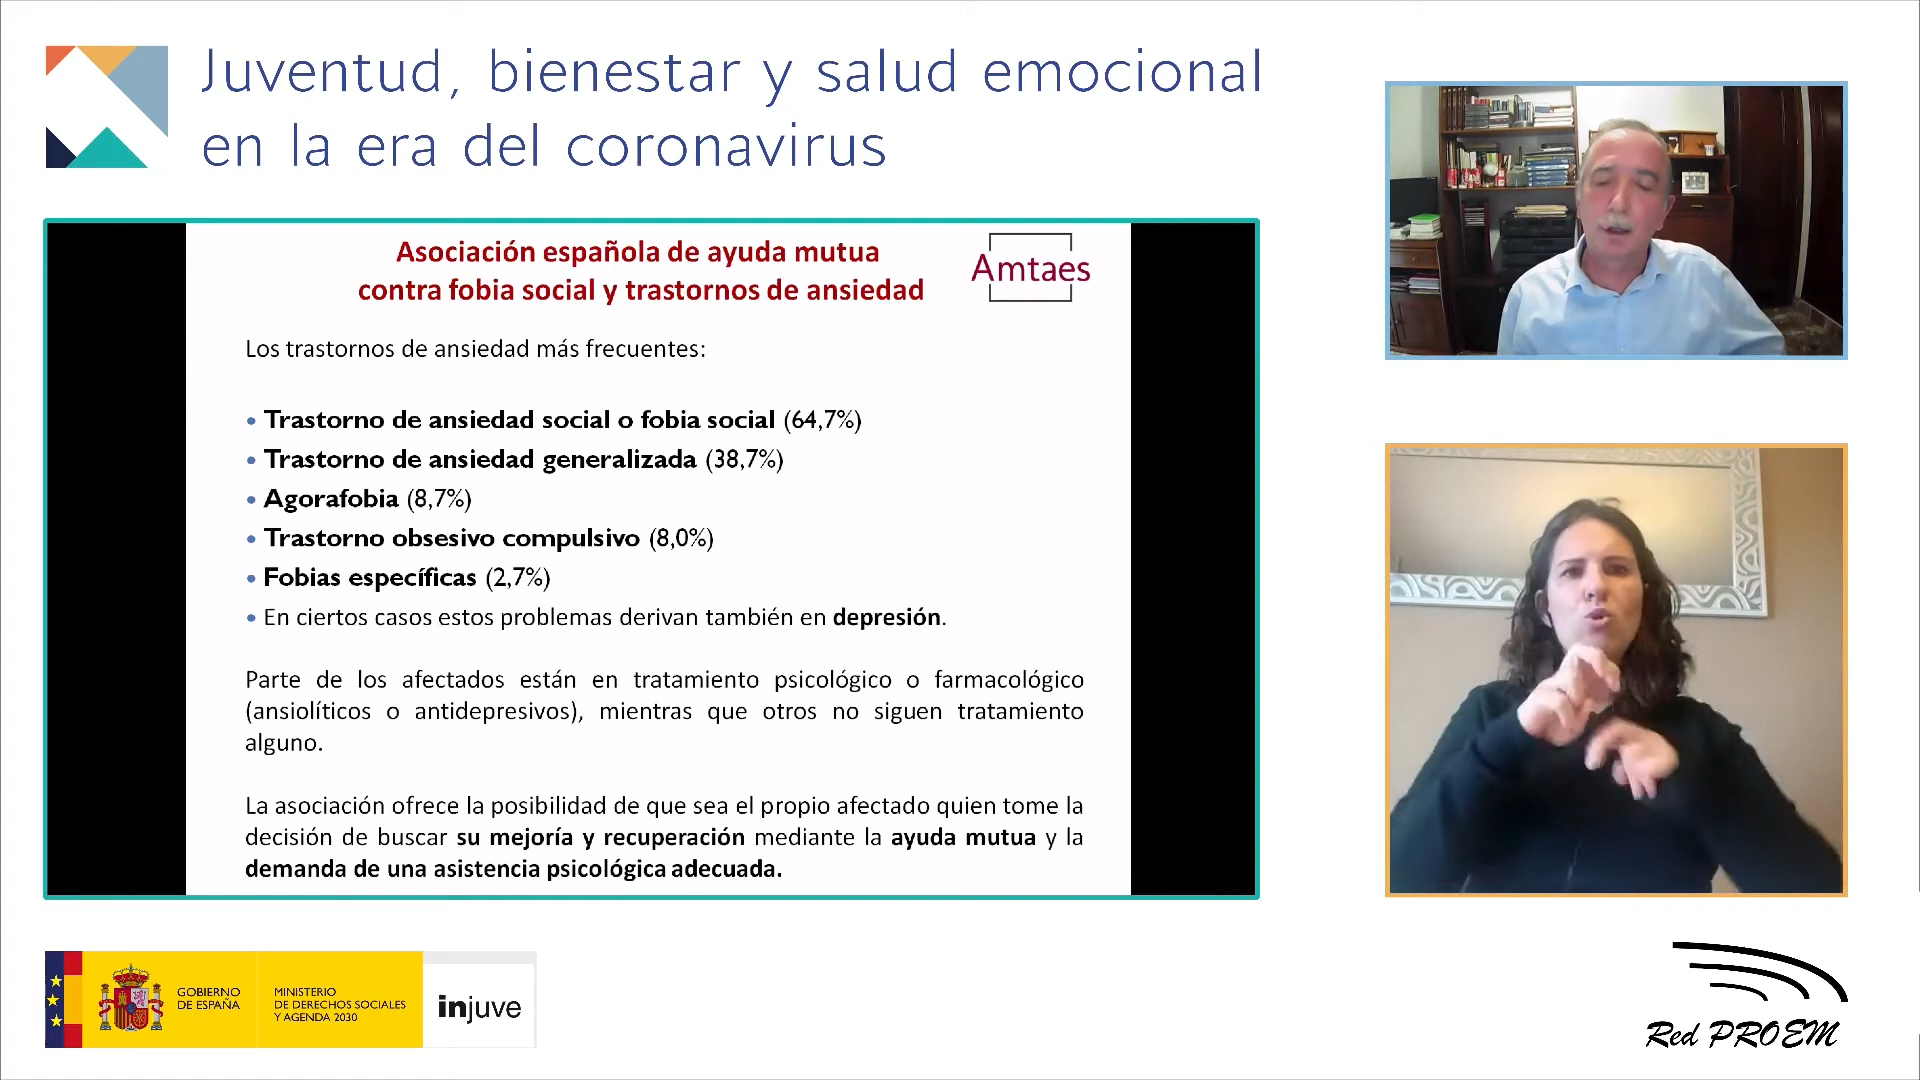 Juventud, bienestar y salud emocional
en la era del coronavirus
Asociación española de ayuda mutua
contra fobia social y trastornos de ansiedad
Amtaes
Los trastornos de ansiedad más frecuentes:
• Trastorno de ansiedad social o fobia social (64,7%)
• Trastorno de ansiedad generalizada (38,7%)
• Agorafobia (8,7%)
• Trastorno obsesivo compulsivo (8,0%)
• Fobias específicas (2,7%)
• En ciertos casos estos problemas derivan también en depresión.
Parte de los afectados están en tratamiento psicológico o farmacológico
(ansiolíticos o antidepresivos), mientras que otros no siguen tratamiento
alguno.
La asociación ofrece la posibilidad de que sea el propio afectado quien tome la
decisión de buscar su mejoría y recuperación mediante la ayuda mutua y la
demanda de una asistencia psicológica adecuada.
GOBIERNO
DE ESPAÑA
MINISTERIO
DE DERECHOS SOCIALES
Y AGENDA 2030
injuve
Red PROEM